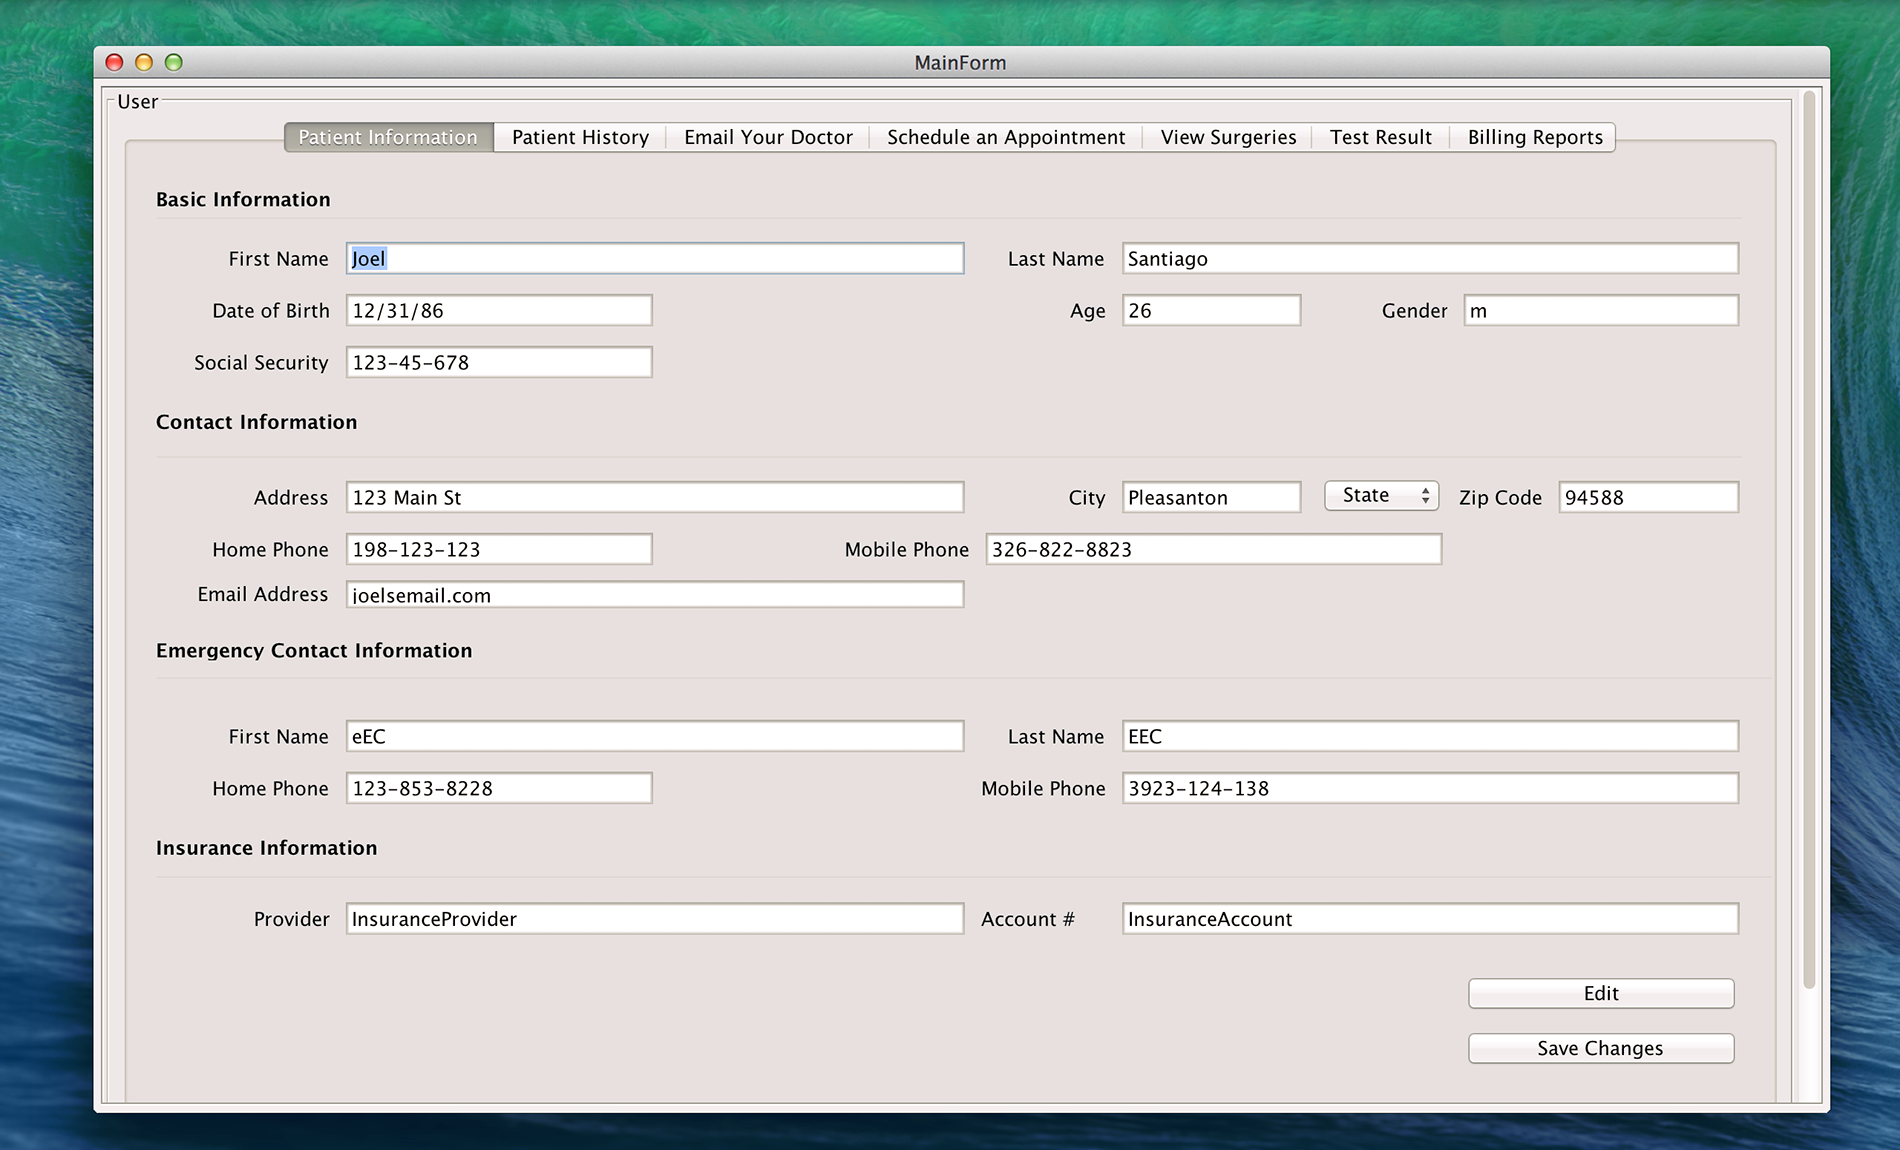 MainForm
User
Patient Information Patient History Email Your Doctor Schedule an Appointment View Surgeries Test Result Billing Reports
Basic Information
First Name Joel Last Name Santiago
Date of Birth 12/31/86 Age 26 Gender m
Social Security 123-45-678
Contact Information
Address 123 Main St City Pleasanton State Zip Code 94588
Home Phone 198-123-123 Mobile Phone 326-822-8823
Email Address joelsemail.com
Emergency Contact Information
First Name eEC Last Name EEC
Home Phone 123-853-8228 Mobile Phone 3923-124-138
Insurance Information
Provider InsuranceProvider Account # InsuranceAccount
Edit
Save Changes